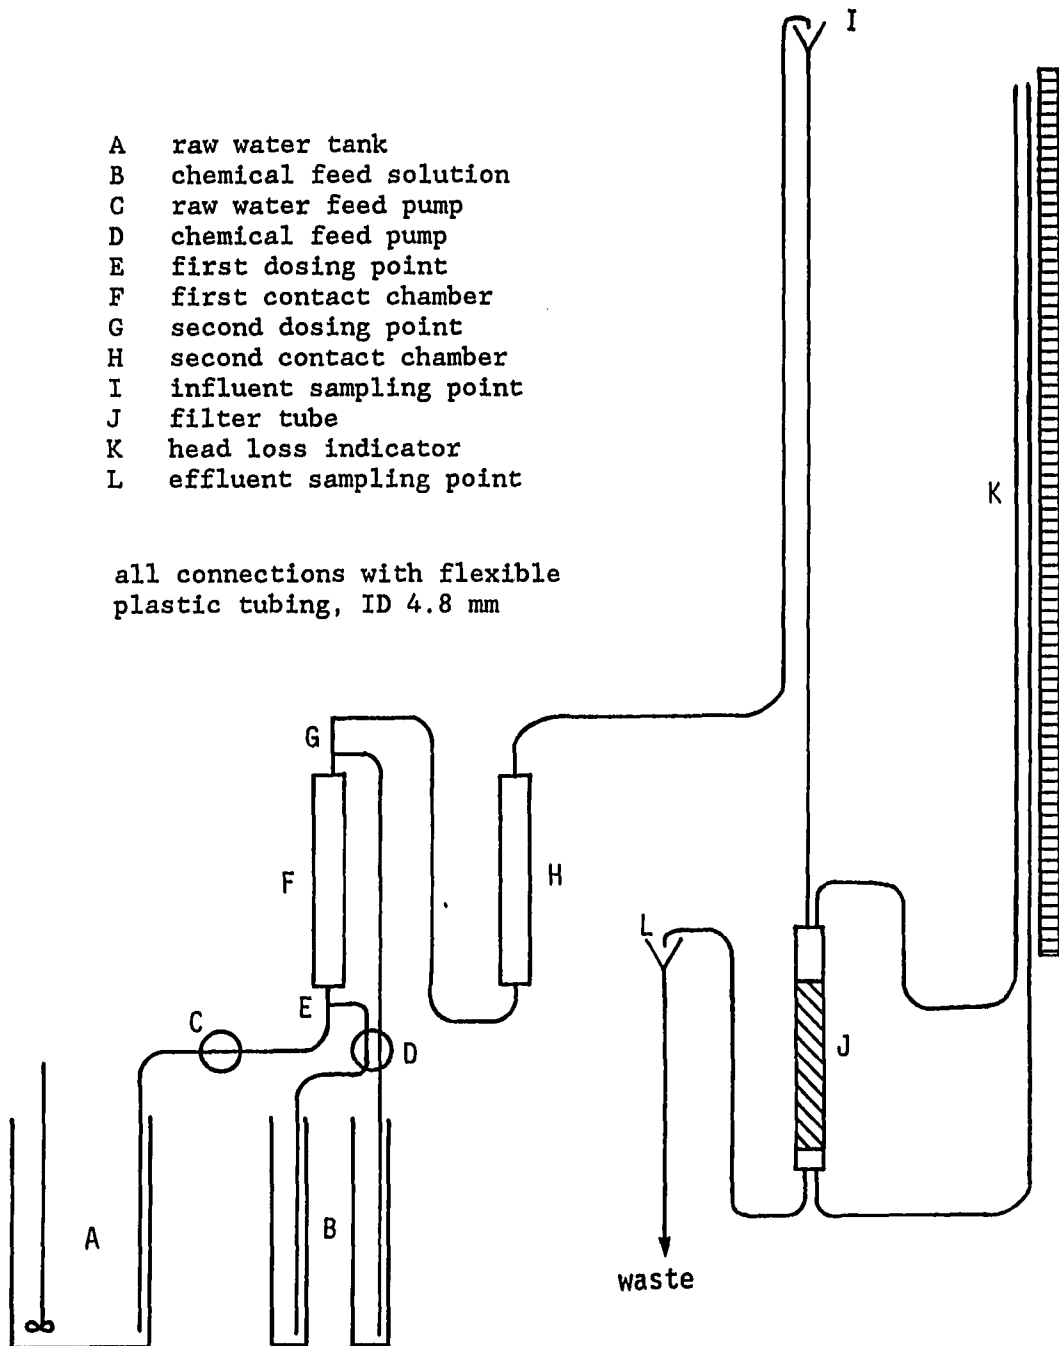 I
A raw water tank
B chemical feed solution
C raw water feed pump
D chemical feed pump
E first dosing point
F first contact chamber
G second dosing point
H second contact chamber
I influent sampling point
J filter tube
K head loss indicator
L effluent sampling point
K
all connections with flexible
plastic tubing, ID 4.8 mm
G
F
H
L
E
C
D
J
A
B
waste